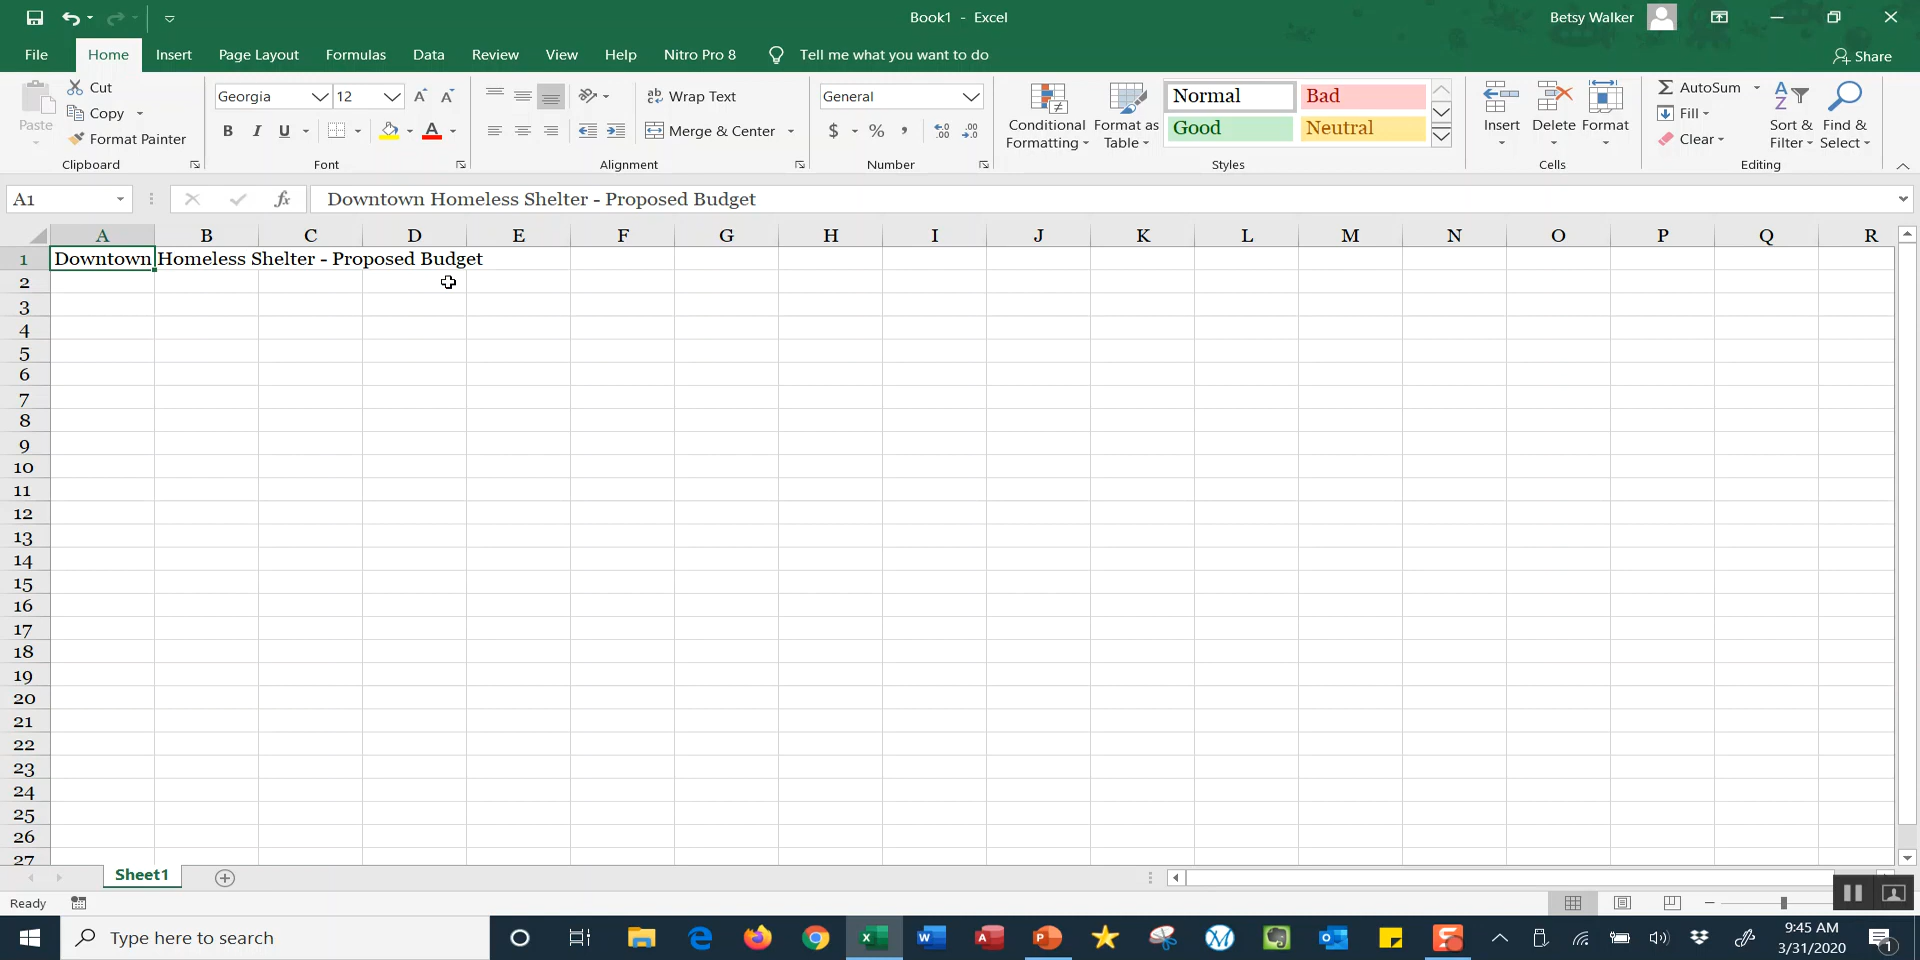 Book1 - Excel
Betsy Walker
File Home Insert Page Layout Formulas Data Review View Help Nitro Pro 8 Tell me what you want to do Share
Paste
Cut
Copy
Format Painter
Clipboard
Georgia 12
B I U A
Font
Wrap Text
Merge & Center
Alignment
General
$ % ,
Number
Conditional Formatting
Format as Table
Normal Bad
Good Neutral
Styles
Insert Delete Format
Cells
AutoSum
Fill
Clear
Sort & Filter
Find & Select
Editing
A1 fx Downtown Homeless Shelter - Proposed Budget
A B C D E F G H I J K L M N O P Q R
1 Downtown Homeless Shelter - Proposed Budget
2
3
4
5
6
7
8
9
10
11
12
13
14
15
16
17
18
19
20
21
22
23
24
25
26
27
Sheet1
Ready
Type here to search
9:45 AM
3/31/2020
1